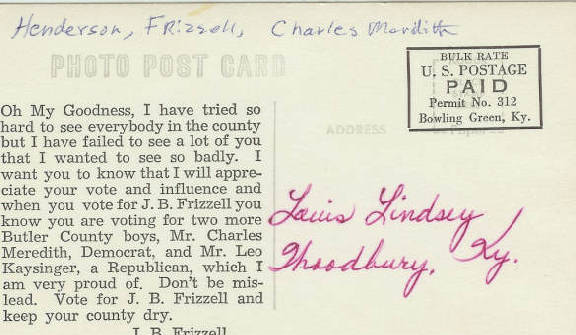 Henderson, Frizzell, Charles Meredith
PHOTO POST CARD
BULK RATE
U. S. POSTAGE
PAID
Permit No. 312
Bowling Green, Ky.
Oh My Goodness, I have tried so
hard to see everybody in the county
but I have failed to see a lot of you
that I wanted to see so badly. I
want you to know that I will appre-
ciate your vote and influence and
when you vote for J. B. Frizzell you
know you are voting for two more
Butler County boys, Mr. Charles
Meredith, Democrat, and Mr. Leo
Kaysinger, a Republican, which I
am very proud of. Don't be mis-
lead. Vote for J. B. Frizzell and
keep your county dry.
J. B. Frizzell
ADDRESS
Louis Lindsey
Woodbury, Ky.